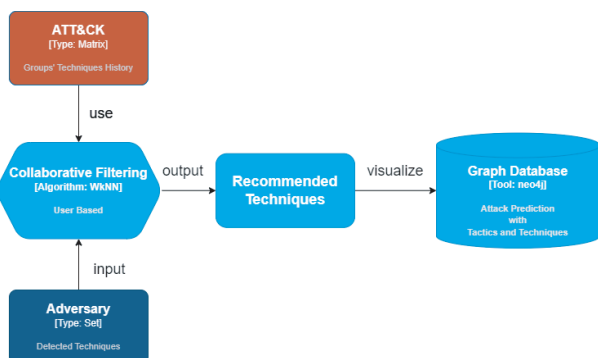 ATT&CK
[Type: Matrix]
Groups' Techniques History
use
Collaborative Filtering
[Algorithm: WkNN]
User Based
output
Recommended
Techniques
visualize
Graph Database
[Tool: neo4j]
Attack Prediction
with
Tactics and Techniques
input
Adversary
[Type: Set]
Detected Techniques